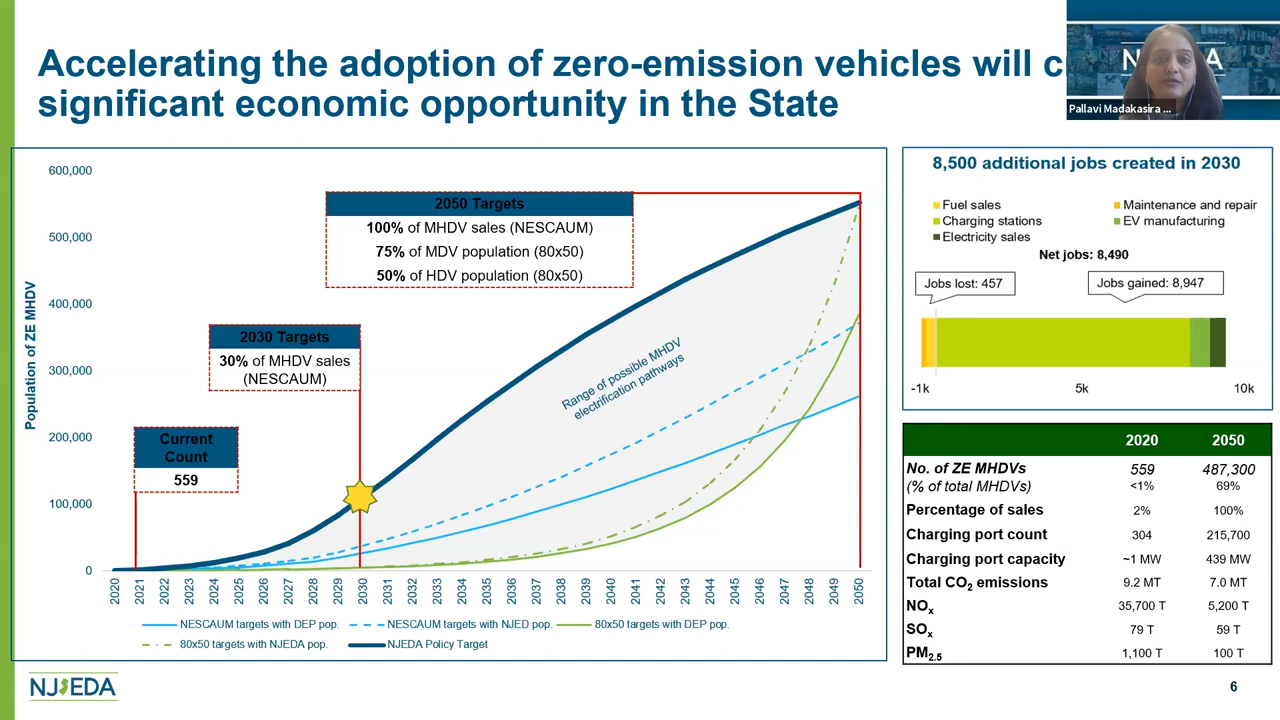 Accelerating the adoption of zero-emission vehicles will c
significant economic opportunity in the State
NJEDA
Pallavi Madakasira ...
600,000
500,000
400,000
300,000
200,000
100,000
0
Population of ZE MHDV
2050 Targets
100% of MHDV sales (NESCAUM)
75% of MDV population (80x50)
50% of HDV population (80x50)
2030 Targets
30% of MHDV sales
(NESCAUM)
Current
Count
559
Range of possible MHDV
electrification pathways
2020 2021 2022 2023 2024 2025 2026 2027 2028 2029 2030 2031 2032 2033 2034 2035 2036 2037 2038 2039 2040 2041 2042 2043 2044 2045 2046 2047 2048 2049 2050
NESCAUM targets with DEP pop. NESCAUM targets with NJED pop. 80x50 targets with DEP pop.
80x50 targets with NJEDA pop. NJEDA Policy Target
8,500 additional jobs created in 2030
Fuel sales Maintenance and repair
Charging stations EV manufacturing
Electricity sales
Net jobs: 8,490
Jobs lost: 457 Jobs gained: 8,947
-1k 5k 10k
2020 2050
No. of ZE MHDVs 559 487,300
(% of total MHDVs) <1% 69%
Percentage of sales 2% 100%
Charging port count 304 215,700
Charging port capacity ~1 MW 439 MW
Total CO2 emissions 9.2 MT 7.0 MT
NOx 35,700 T 5,200 T
SOx 79 T 59 T
PM2.5 1,100 T 100 T
NJEDA
6